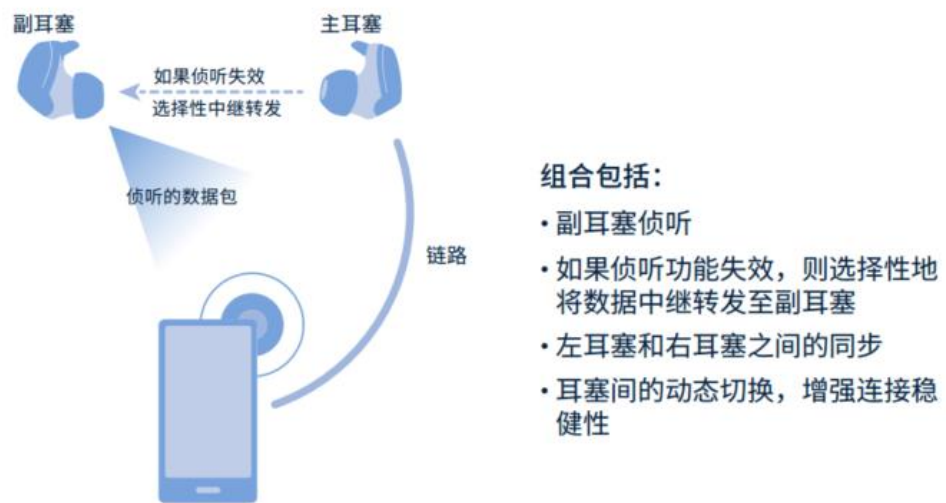 副耳塞
主耳塞
如果侦听失效
选择性中继转发
侦听的数据包
链路
组合包括：
• 副耳塞侦听
• 如果侦听功能失效，则选择性地
将数据中继转发至副耳塞
• 左耳塞和右耳塞之间的同步
• 耳塞间的动态切换，增强连接稳
健性